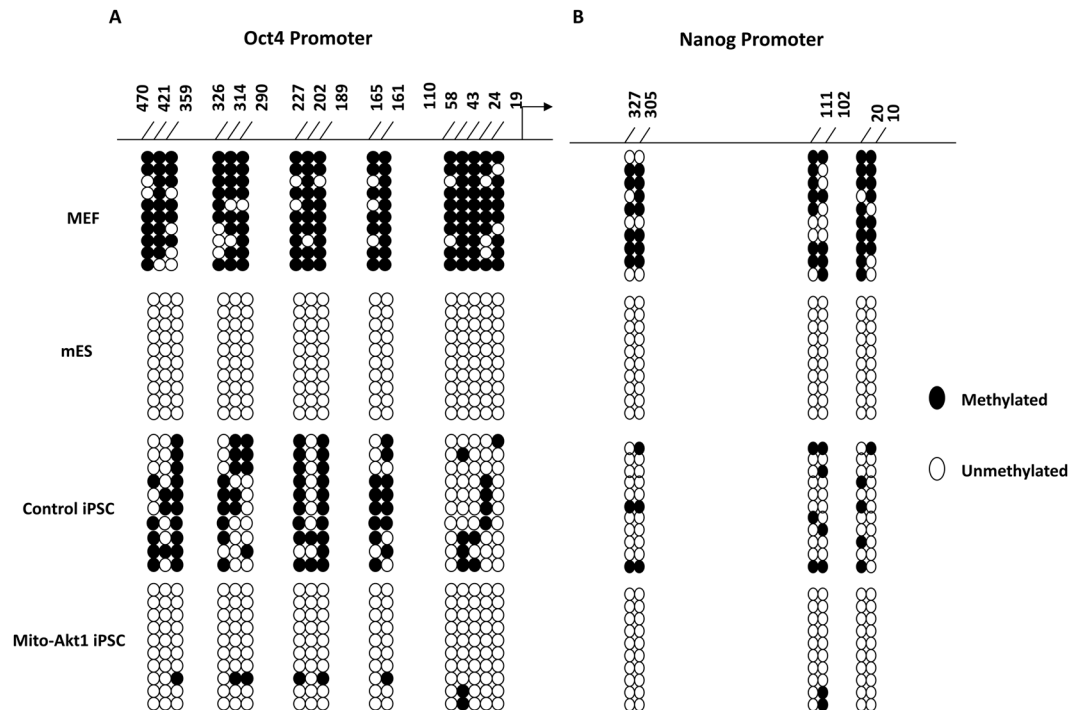 A
Oct4 Promoter
470 421 359 326 314 290 227 202 189 165 161 110 58 43 24 19
MEF
mES
Control iPSC
Mito-Akt1 iPSC
B
Nanog Promoter
327 305 111 102 20 10
Methylated
Unmethylated